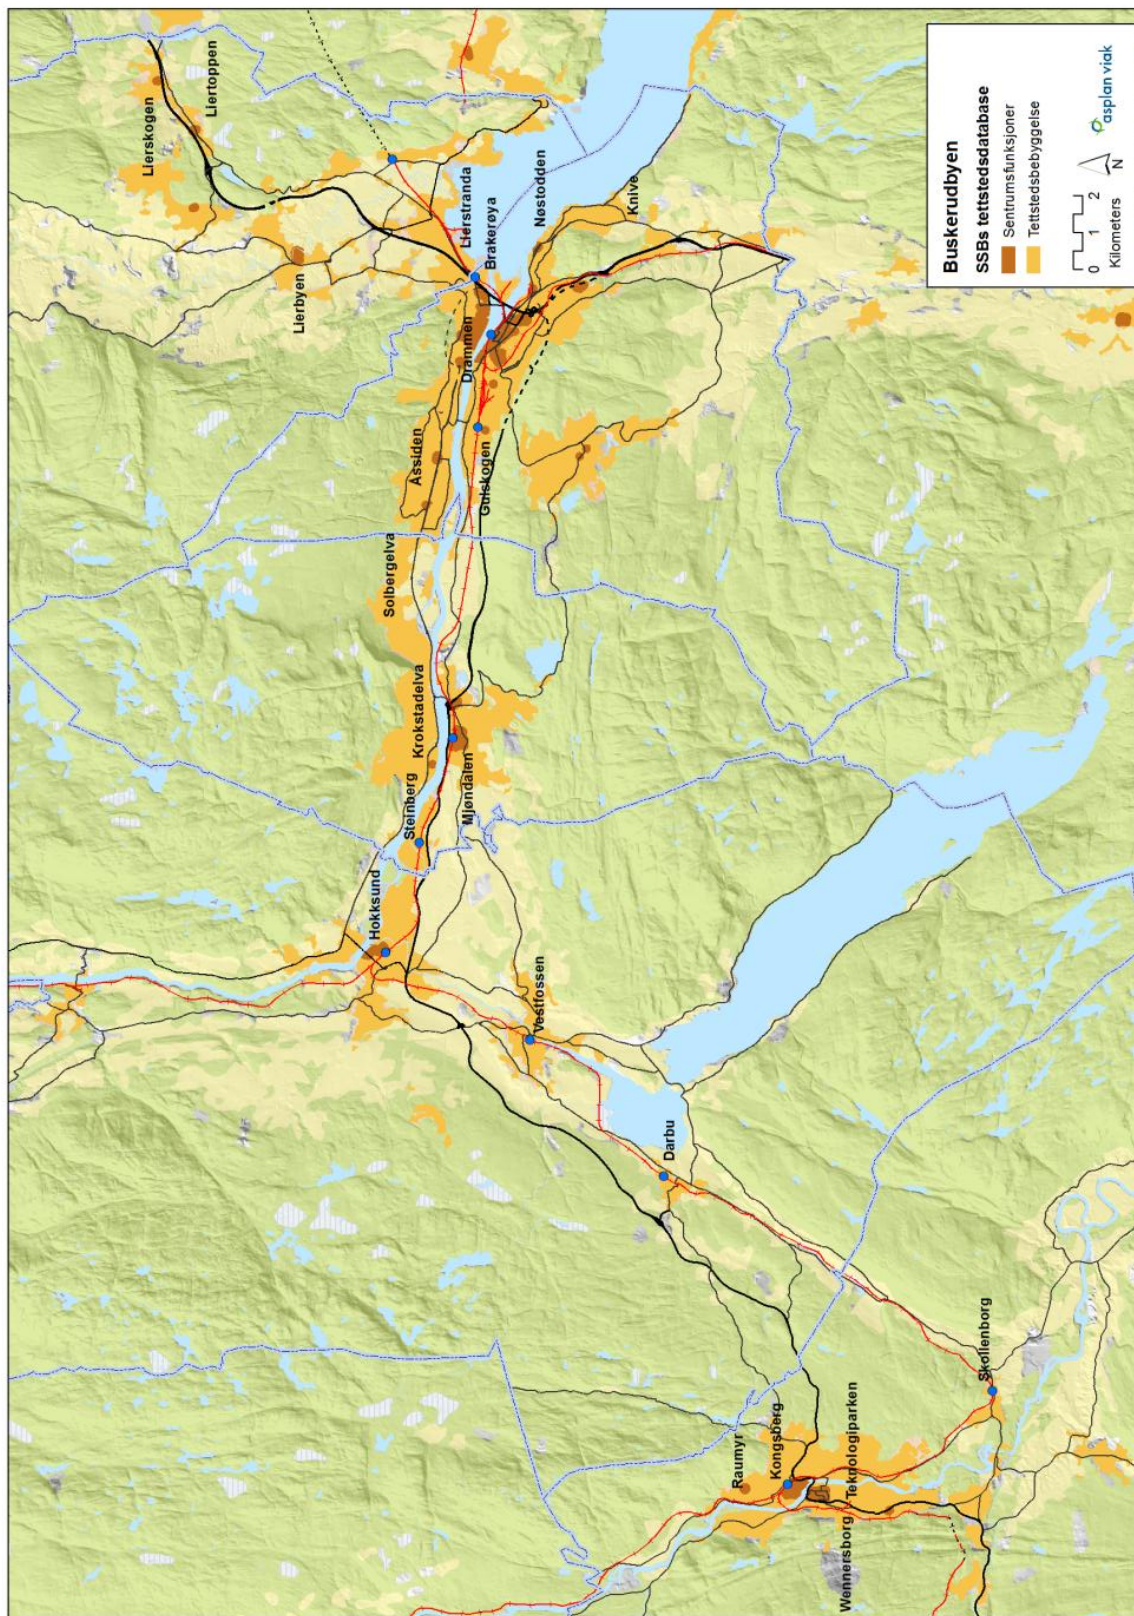 Lierskogen
Liertoppen
Lierbyen
Lierstranda
Brakerøya
Nøstodden
Knive
Drammen
Åssiden
Gulskogen
Solbergelva
Krokstadelva
Mjøndalen
Steinberg
Hokksund
Vestfossen
Darbu
Skollenborg
Raumyr
Kongsberg
Teknologiparken
Wennersborg
Buskerudbyen
SSBs tettstedsdatabase
Sentrumsfunksjoner
Tettstedsbebyggelse
0 1 2
Kilometers
N
asplan viak